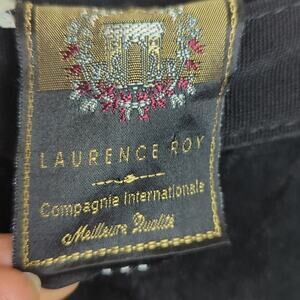 LAURENCE ROY
Compagnie Internationale
Meilleure Qualité